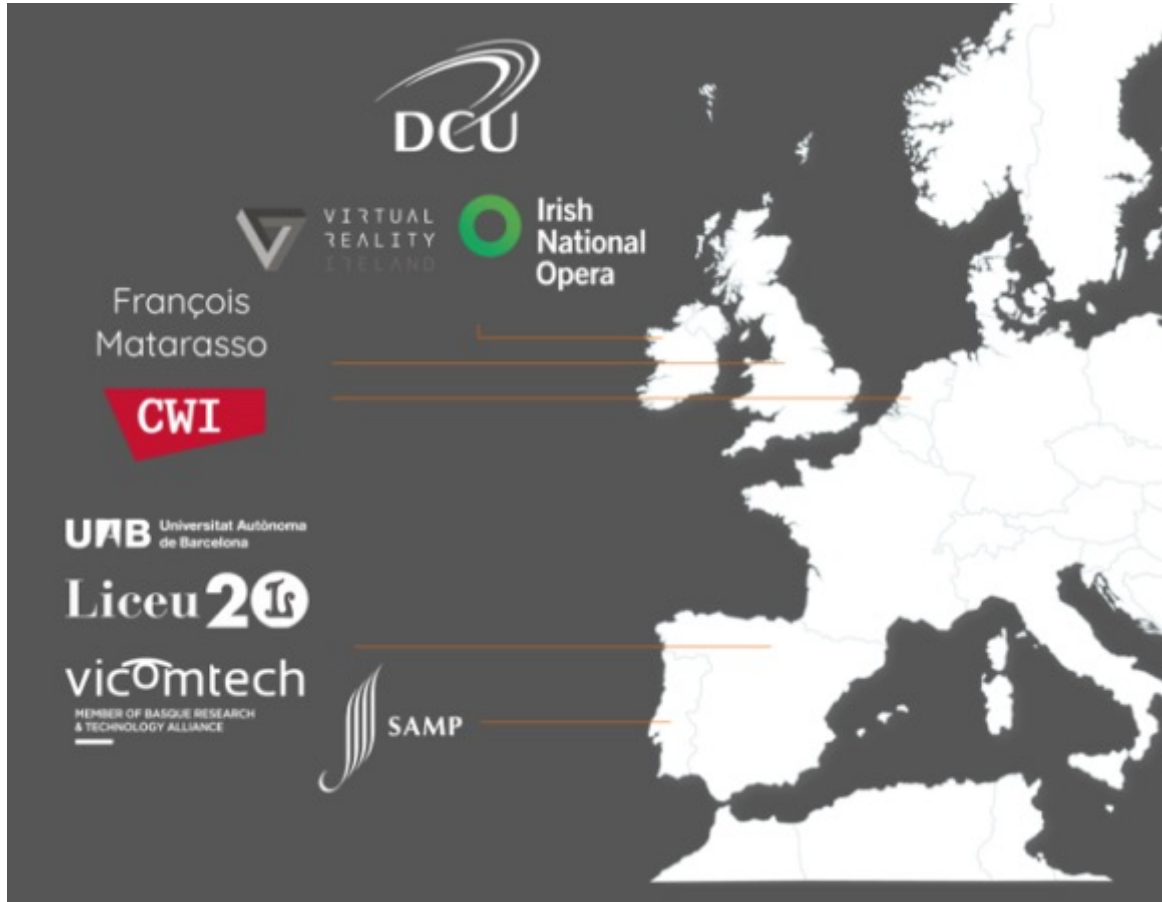 DCU
VIRTUAL
REALITY
IRELAND
Irish
National
Opera
François
Matarasso
CWI
UAB Universitat Autònoma
de Barcelona
Liceu2
vicomtech
MEMBER OF BASQUE RESEARCH
& TECHNOLOGY ALLIANCE
SAMP